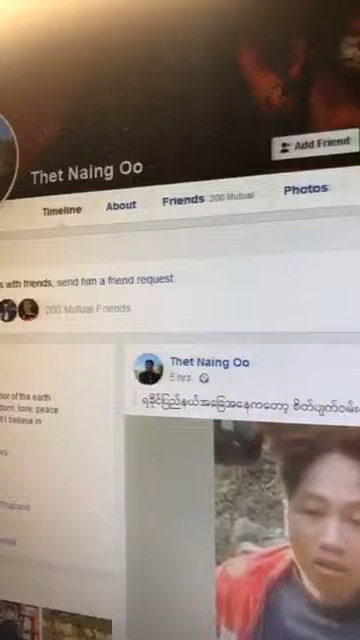 Thet Naing Oo
Add Friend
Timeline About Friends 200 Mutual Photos
with friends, send him a friend request.
200 Mutual Friends
Thet Naing Oo
5 hrs
of the earth
love, peace
I believe in
Thailand
ရခိုင်ပြည်နယ်အခြေအနေကတော့ စိတ်ပျက်ဝမ်း